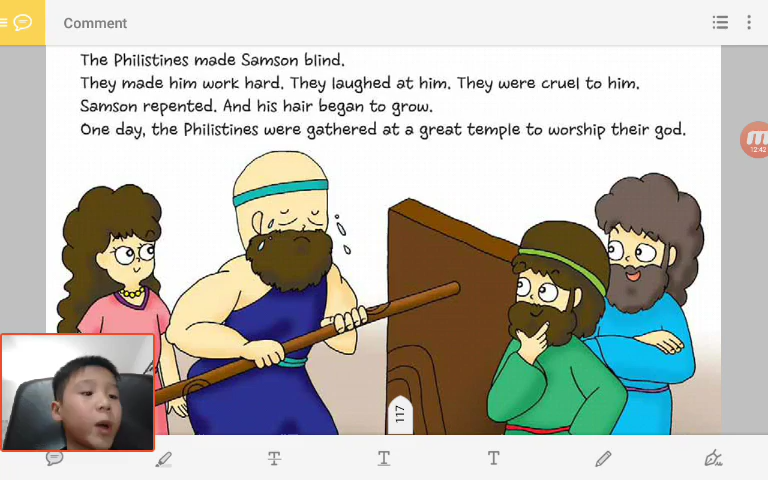 Comment
The Philistines made Samson blind.
They made him work hard. They laughed at him. They were cruel to him.
Samson repented. And his hair began to grow.
One day, the Philistines were gathered at a great temple to worship their god.
12:42
117
T
T
T